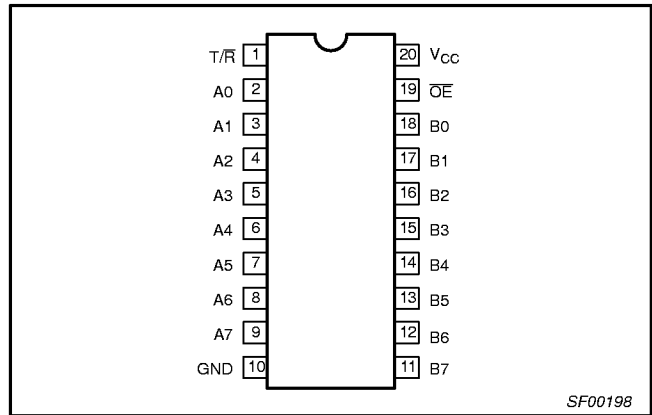 T/R̅ 1 20 VCC
A0 2 19 O̅E̅
A1 3 18 B0
A2 4 17 B1
A3 5 16 B2
A4 6 15 B3
A5 7 14 B4
A6 8 13 B5
A7 9 12 B6
GND 10 11 B7
SF00198